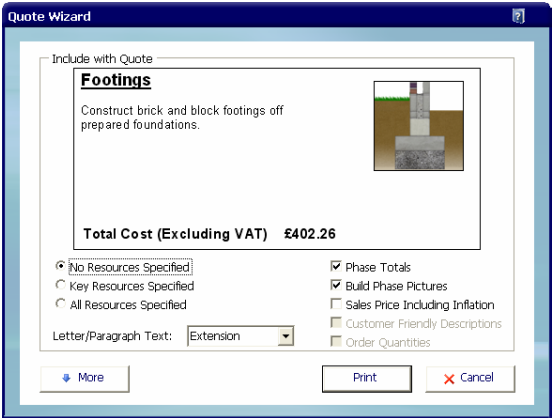 Quote Wizard
?
Include with Quote
Footings
Construct brick and block footings off
prepared foundations.
Total Cost (Excluding VAT) £402.26
No Resources Specified
Key Resources Specified
All Resources Specified
Letter/Paragraph Text: Extension
Phase Totals
Build Phase Pictures
Sales Price Including Inflation
Customer Friendly Descriptions
Order Quantities
More
Print
Cancel